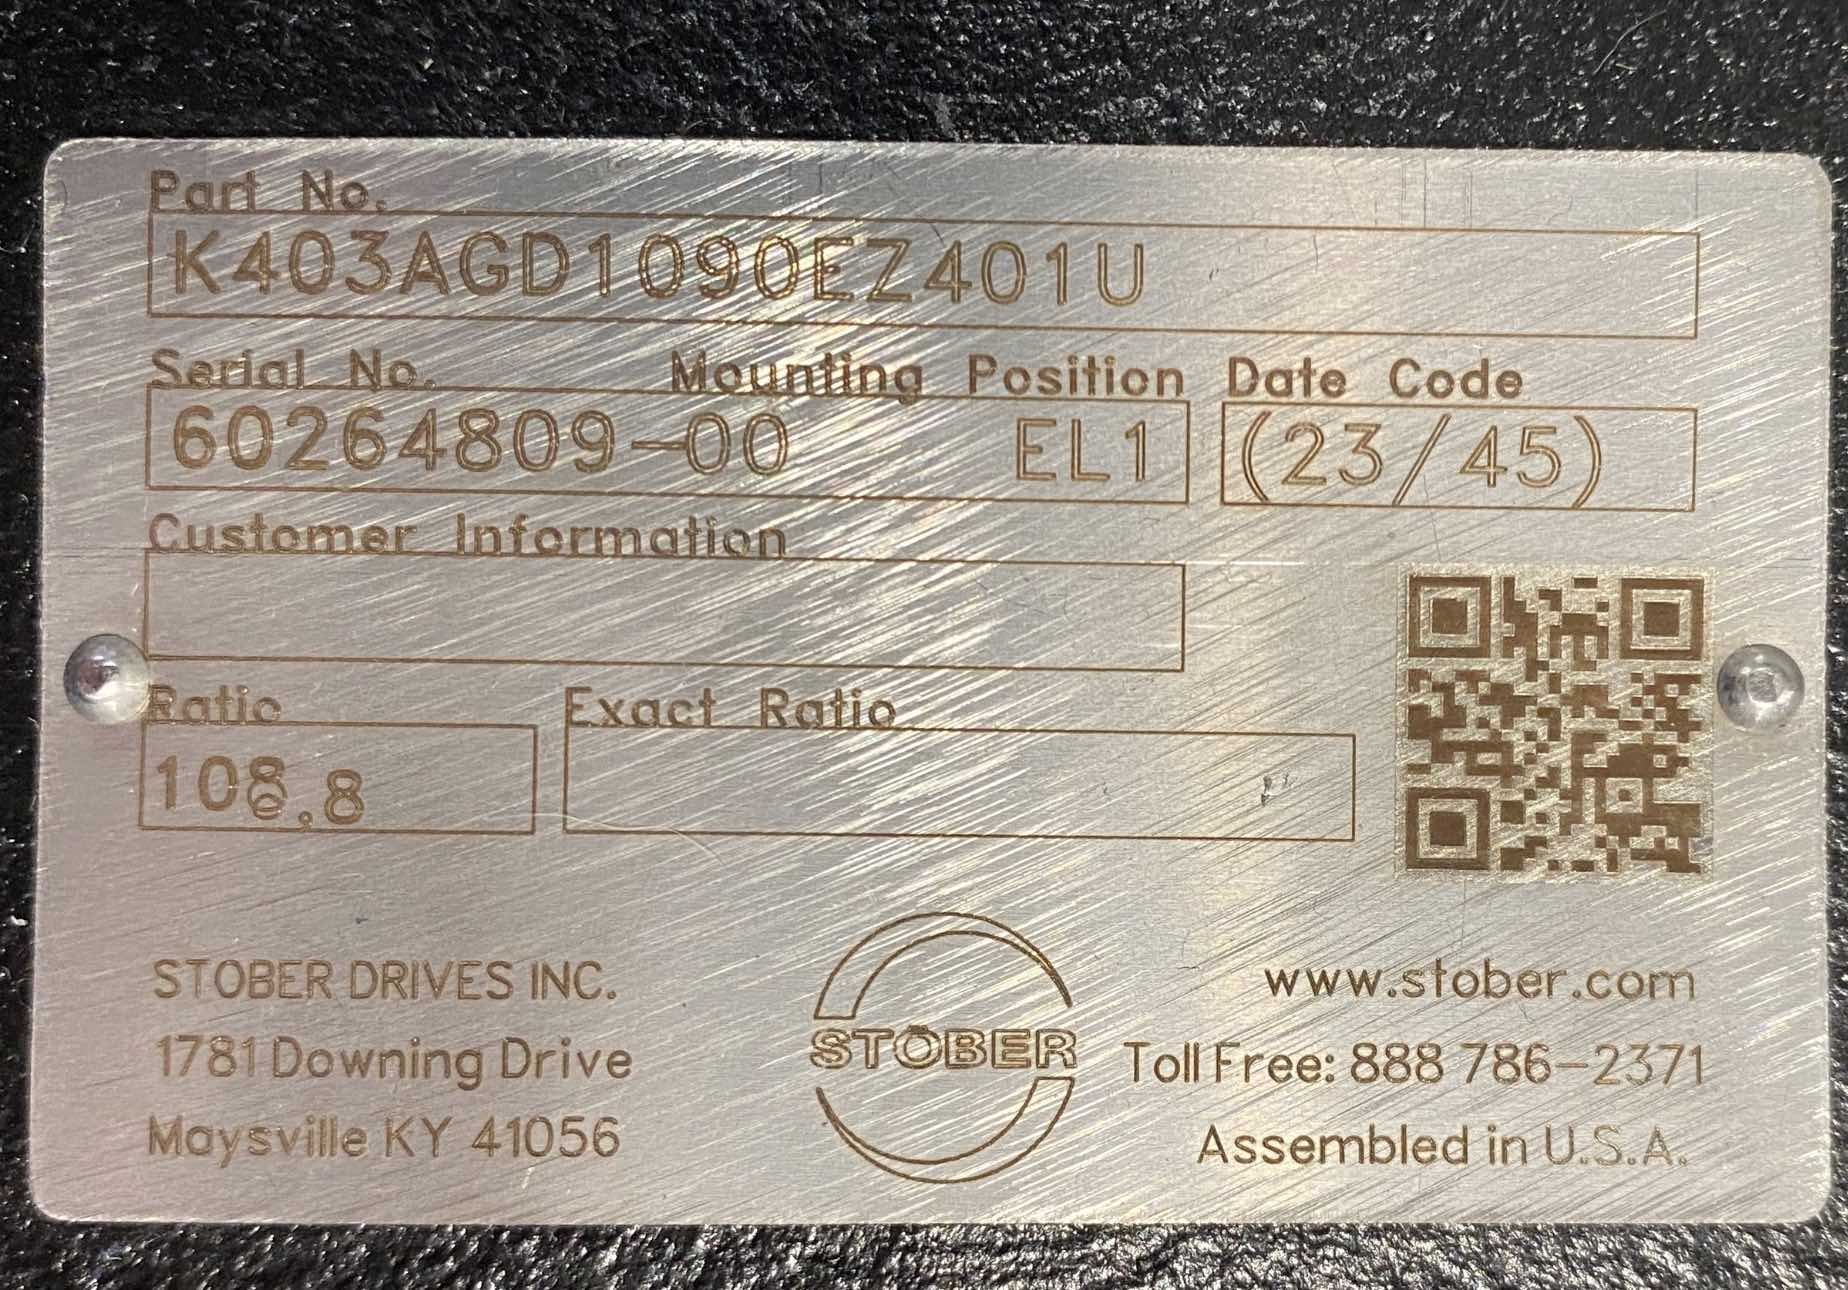 Part No.
K403AGD1090EZ401U
Serial No. Mounting Position Date Code
60264809-00 EL1 (23/45)
Customer Information
Ratio Exact Ratio
108.8
STOBER DRIVES INC.
1781 Downing Drive
Maysville KY 41056
STÖBER
www.stober.com
Toll Free: 888 786-2371
Assembled in U.S.A.